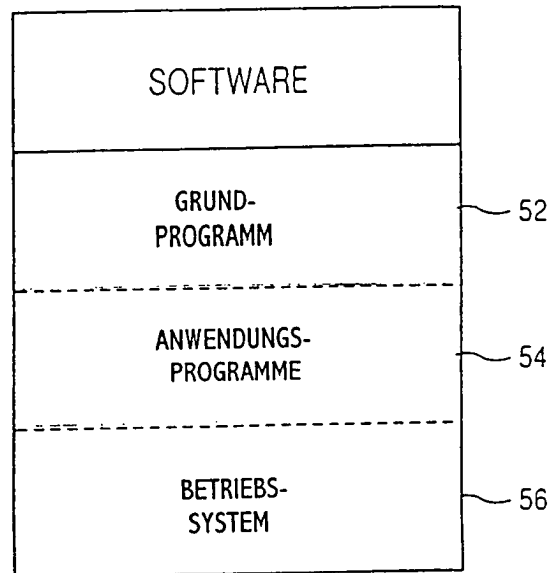 SOFTWARE
GRUND-
PROGRAMM
52
ANWENDUNGS-
PROGRAMME
54
BETRIEBS-
SYSTEM
56